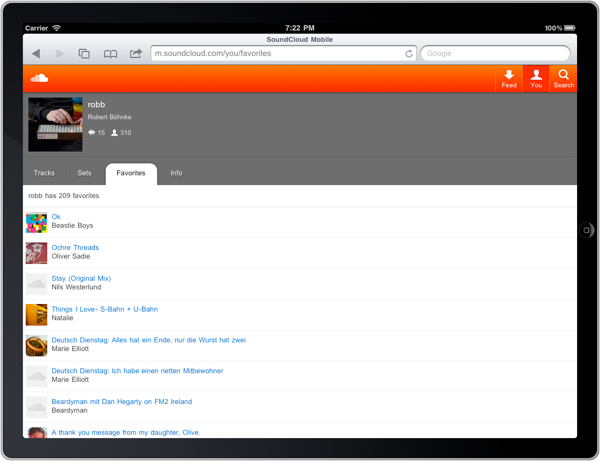 Carrier 7:22 PM 100%
SoundCloud Mobile
m.soundcloud.com/you/favorites Google
Feed You Search
robb
Robert Böhnke
15 310
Tracks Sets Favorites Info
robb has 209 favorites
Ok
Beastie Boys
Ochre Threads
Oliver Sadie
Stay (Original Mix)
Nils Westerlund
Things I Love- S-Bahn + U-Bahn
Natalie
Deutsch Dienstag: Alles hat ein Ende, nur die Wurst hat zwei
Marie Elliott
Deutsch Dienstag: Ich habe einen netten Mitbewohner
Marie Elliott
Beardyman mit Dan Hegarty on FM2 Ireland
Beardyman
A thank you message from my daughter, Olive.